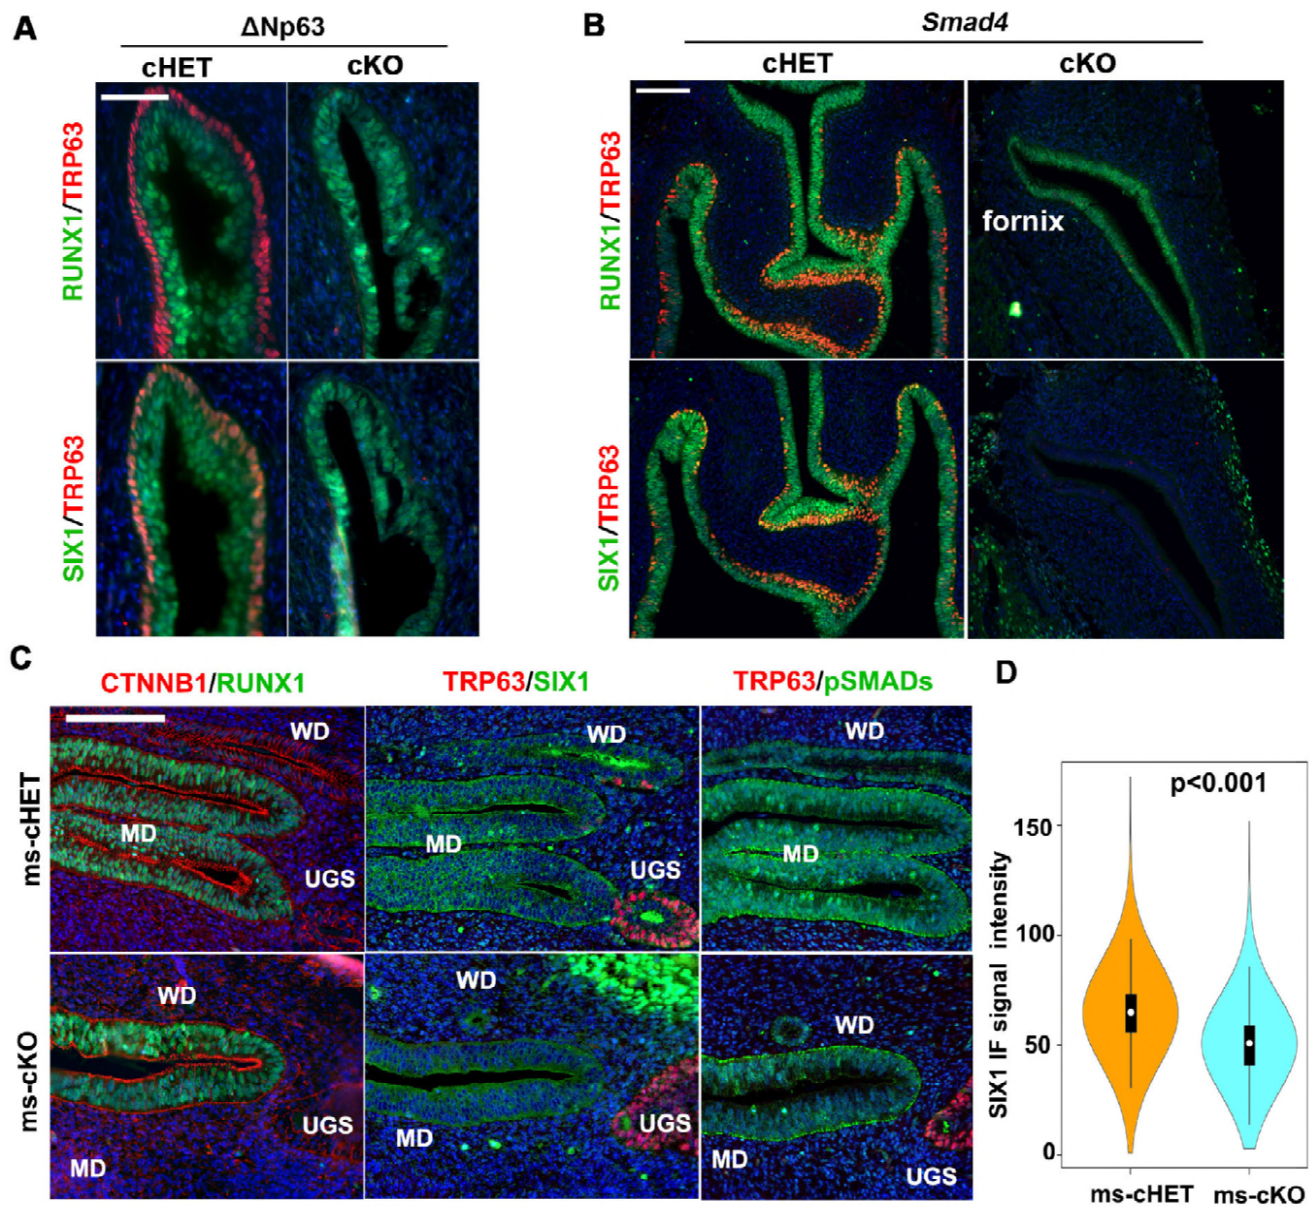 A
ΔNp63
cHET
cKO
RUNX1/TRP63
SIX1/TRP63
B
Smad4
cHET
cKO
RUNX1/TRP63
SIX1/TRP63
fornix
C
CTNNB1/RUNX1
TRP63/SIX1
TRP63/pSMADs
ms-cHET
WD
MD
UGS
WD
MD
UGS
WD
MD
ms-cKO
WD
UGS
MD
WD
UGS
MD
WD
MD
UGS
D
p<0.001
SIX1 IF signal intensity
150
100
50
0
ms-cHET
ms-cKO